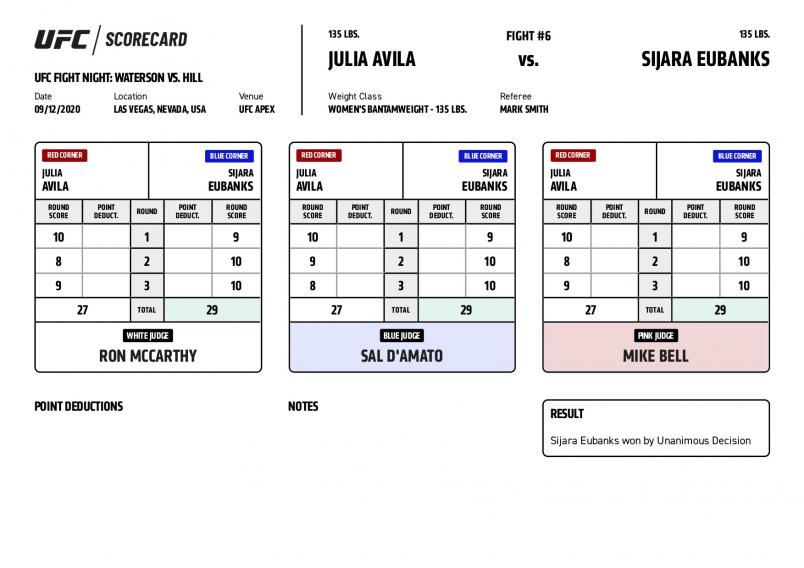 UFC / SCORECARD
UFC FIGHT NIGHT: WATERSON VS. HILL
Date Location Venue
09/12/2020 LAS VEGAS, NEVADA, USA UFC APEX
135 LBS. FIGHT #6 135 LBS.
JULIA AVILA VS. SIJARA EUBANKS
Weight Class Referee
WOMEN'S BANTAMWEIGHT - 135 LBS. MARK SMITH
RED CORNER BLUE CORNER
JULIA SIJARA
AVILA EUBANKS
ROUND POINT ROUND POINT ROUND
SCORE DEDUCT. DEDUCT. SCORE
10 1 9
8 2 10
9 3 10
27 TOTAL 29
WHITE JUDGE
RON MCCARTHY
RED CORNER BLUE CORNER
JULIA SIJARA
AVILA EUBANKS
ROUND POINT ROUND POINT ROUND
SCORE DEDUCT. DEDUCT. SCORE
10 1 9
9 2 10
8 3 10
27 TOTAL 29
BLUE JUDGE
SAL D'AMATO
RED CORNER BLUE CORNER
JULIA SIJARA
AVILA EUBANKS
ROUND POINT ROUND POINT ROUND
SCORE DEDUCT. DEDUCT. SCORE
10 1 9
8 2 10
9 3 10
27 TOTAL 29
PINK JUDGE
MIKE BELL
POINT DEDUCTIONS
NOTES
RESULT
Sijara Eubanks won by Unanimous Decision